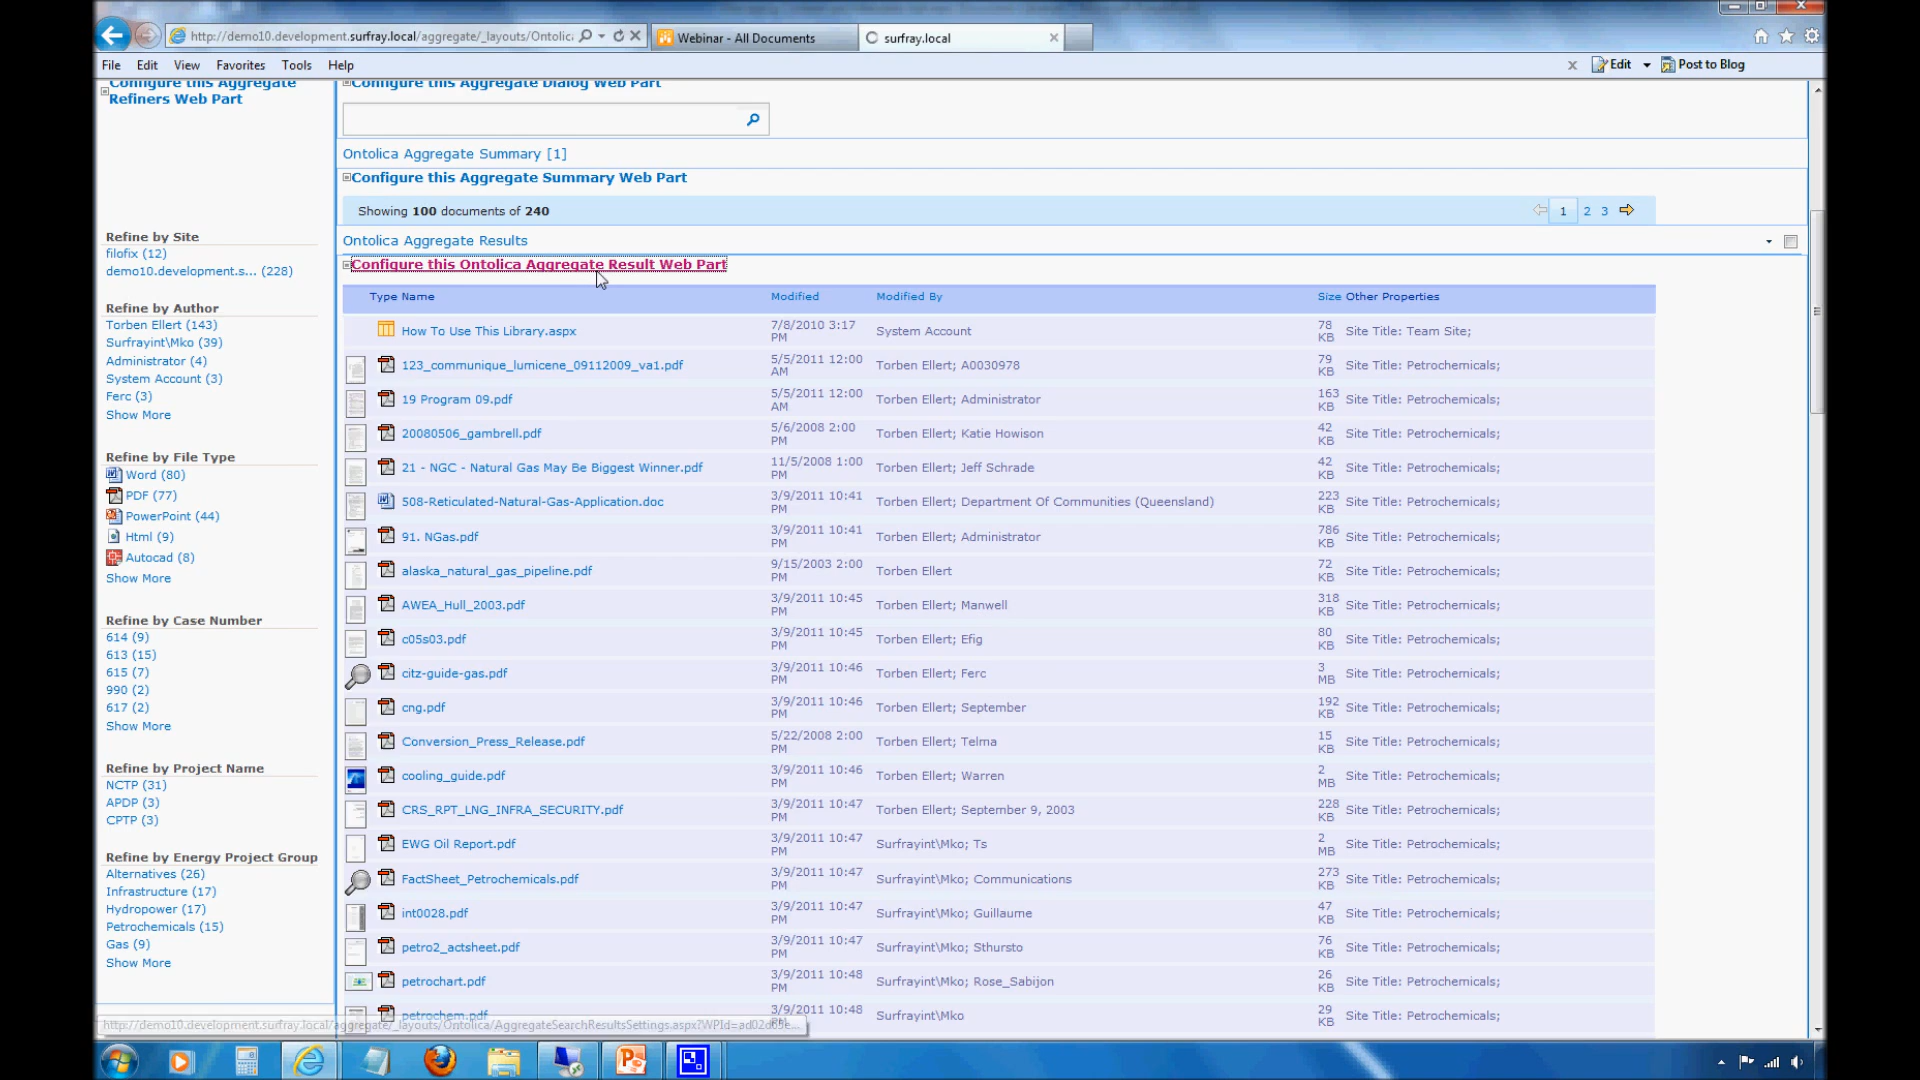 http://demo10.development.surfray.local/aggregate/_layouts/Ontolic
Webinar - All Documents
surfray.local
File Edit View Favorites Tools Help
Edit
Post to Blog
Configure this Aggregate Refiners Web Part
Configure this Aggregate Dialog Web Part
Ontolica Aggregate Summary [1]
Configure this Aggregate Summary Web Part
Showing 100 documents of 240
1 2 3
Ontolica Aggregate Results
Configure this Ontolica Aggregate Result Web Part
Refine by Site
filofix (12)
demo10.development.s... (228)
Refine by Author
Torben Ellert (143)
Surfrayint\Mko (39)
Administrator (4)
System Account (3)
Ferc (3)
Show More
Refine by File Type
Word (80)
PDF (77)
PowerPoint (44)
Html (9)
Autocad (8)
Show More
Refine by Case Number
614 (9)
613 (15)
615 (7)
990 (2)
617 (2)
Show More
Refine by Project Name
NCTP (31)
APDP (3)
CPTP (3)
Refine by Energy Project Group
Alternatives (26)
Infrastructure (17)
Hydropower (17)
Petrochemicals (15)
Gas (9)
Show More
Type Name Modified Modified By Size Other Properties
How To Use This Library.aspx 7/8/2010 3:17 PM System Account 78 KB Site Title: Team Site;
123_communique_lumicene_09112009_va1.pdf 5/5/2011 12:00 AM Torben Ellert; A0030978 79 KB Site Title: Petrochemicals;
19 Program 09.pdf 5/5/2011 12:00 AM Torben Ellert; Administrator 163 KB Site Title: Petrochemicals;
20080506_gambrell.pdf 5/6/2008 2:00 PM Torben Ellert; Katie Howison 42 KB Site Title: Petrochemicals;
21 - NGC - Natural Gas May Be Biggest Winner.pdf 11/5/2008 1:00 PM Torben Ellert; Jeff Schrade 42 KB Site Title: Petrochemicals;
508-Reticulated-Natural-Gas-Application.doc 3/9/2011 10:41 PM Torben Ellert; Department Of Communities (Queensland) 223 KB Site Title: Petrochemicals;
91. NGas.pdf 3/9/2011 10:41 PM Torben Ellert; Administrator 786 KB Site Title: Petrochemicals;
alaska_natural_gas_pipeline.pdf 9/15/2003 2:00 PM Torben Ellert 72 KB Site Title: Petrochemicals;
AWEA_Hull_2003.pdf 3/9/2011 10:45 PM Torben Ellert; Manwell 318 KB Site Title: Petrochemicals;
c05s03.pdf 3/9/2011 10:45 PM Torben Ellert; Efig 80 KB Site Title: Petrochemicals;
citz-guide-gas.pdf 3/9/2011 10:46 PM Torben Ellert; Ferc 3 MB Site Title: Petrochemicals;
cng.pdf 3/9/2011 10:46 PM Torben Ellert; September 192 KB Site Title: Petrochemicals;
Conversion_Press_Release.pdf 5/22/2008 2:00 PM Torben Ellert; Telma 15 KB Site Title: Petrochemicals;
cooling_guide.pdf 3/9/2011 10:46 PM Torben Ellert; Warren 2 MB Site Title: Petrochemicals;
CRS_RPT_LNG_INFRA_SECURITY.pdf 3/9/2011 10:47 PM Torben Ellert; September 9, 2003 228 KB Site Title: Petrochemicals;
EWG Oil Report.pdf 3/9/2011 10:47 PM Surfrayint\Mko; Ts 2 MB Site Title: Petrochemicals;
FactSheet_Petrochemicals.pdf 3/9/2011 10:47 PM Surfrayint\Mko; Communications 273 KB Site Title: Petrochemicals;
int0028.pdf 3/9/2011 10:47 PM Surfrayint\Mko; Guillaume 47 KB Site Title: Petrochemicals;
petro2_actsheet.pdf 3/9/2011 10:47 PM Surfrayint\Mko; Sthursto 76 KB Site Title: Petrochemicals;
petrochart.pdf 3/9/2011 10:48 PM Surfrayint\Mko; Rose_Sabijon 26 KB Site Title: Petrochemicals;
petrochem.pdf 3/9/2011 10:48 PM Surfrayint\Mko 29 KB Site Title: Petrochemicals;
http://demo10.development.surfray.local/aggregate/_layouts/Ontolica/AggregateSearchResultsSettings.aspx?WPId=ad02d63e...